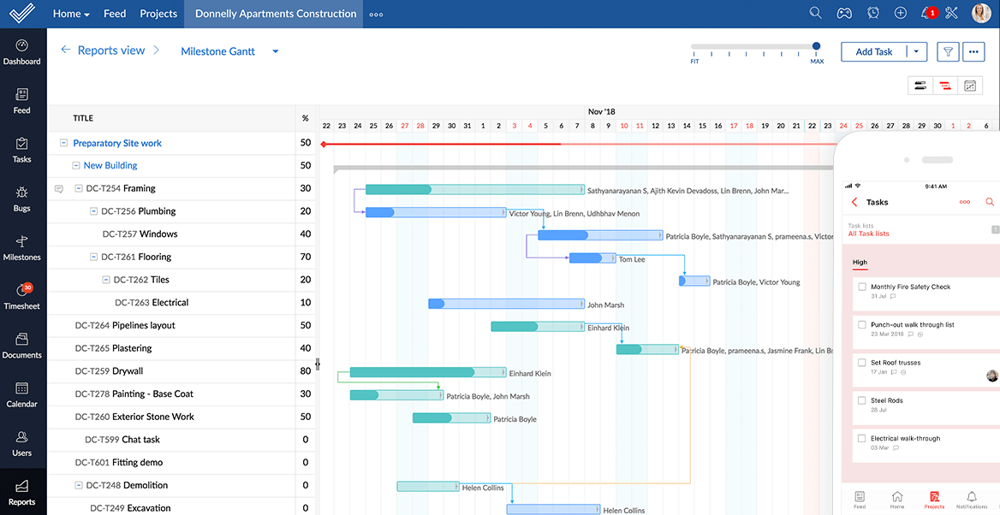 Home Feed Projects Donnelly Apartments Construction
1
Dashboard
Feed
Tasks
Bugs
Milestones
30
Timesheet
Documents
Calendar
Users
Reports
Reports view Milestone Gantt
FIT MAX
Add Task
TITLE %
Nov '18
22 23 24 25 26 27 28 29 30 31 1 2 3 4 5 6 7 8 9 10 11 12 13 14 15 16 17 18 19 20 21 22 23 24 25 26 27 28 29 30 1 2 6
Preparatory Site work 50
New Building 50
DC-T254 Framing 30 Sathyanarayanan S, Ajith Kevin Devadoss, Lin Brenn, John Mar...
DC-T256 Plumbing 20 Victor Young, Lin Brenn, Udhbhav Menon
DC-T257 Windows 40 Patricia Boyle, Sathyanarayanan S, prameena.s, Victor
DC-T261 Flooring 70 Tom Lee
DC-T262 Tiles 20 Patricia Boyle, Victor Young
DC-T263 Electrical 10 John Marsh
DC-T264 Pipelines layout 50 Einhard Klein
DC-T265 Plastering 40 Patricia Boyle, prameena.s, Jasmine Frank, Lin B
DC-T259 Drywall 80 Einhard Klein
DC-T278 Painting - Base Coat 30 Patricia Boyle, John Marsh
DC-T260 Exterior Stone Work 50 Patricia Boyle
DC-T599 Chat task 0
DC-T601 Fitting demo 0
DC-T248 Demolition 0 Helen Collins
DC-T249 Excavation 0 Helen Collins
9:41 AM
Tasks
Task lists
All Task lists
High
Monthly Fire Safety Check
31 Jul
Punch-out walk through list
23 Mar 2018
Set Roof trusses
17 Jan
Steel Rods
28 Jul
Electrical walk-through
03 Mar
Feed Home Projects Notifications